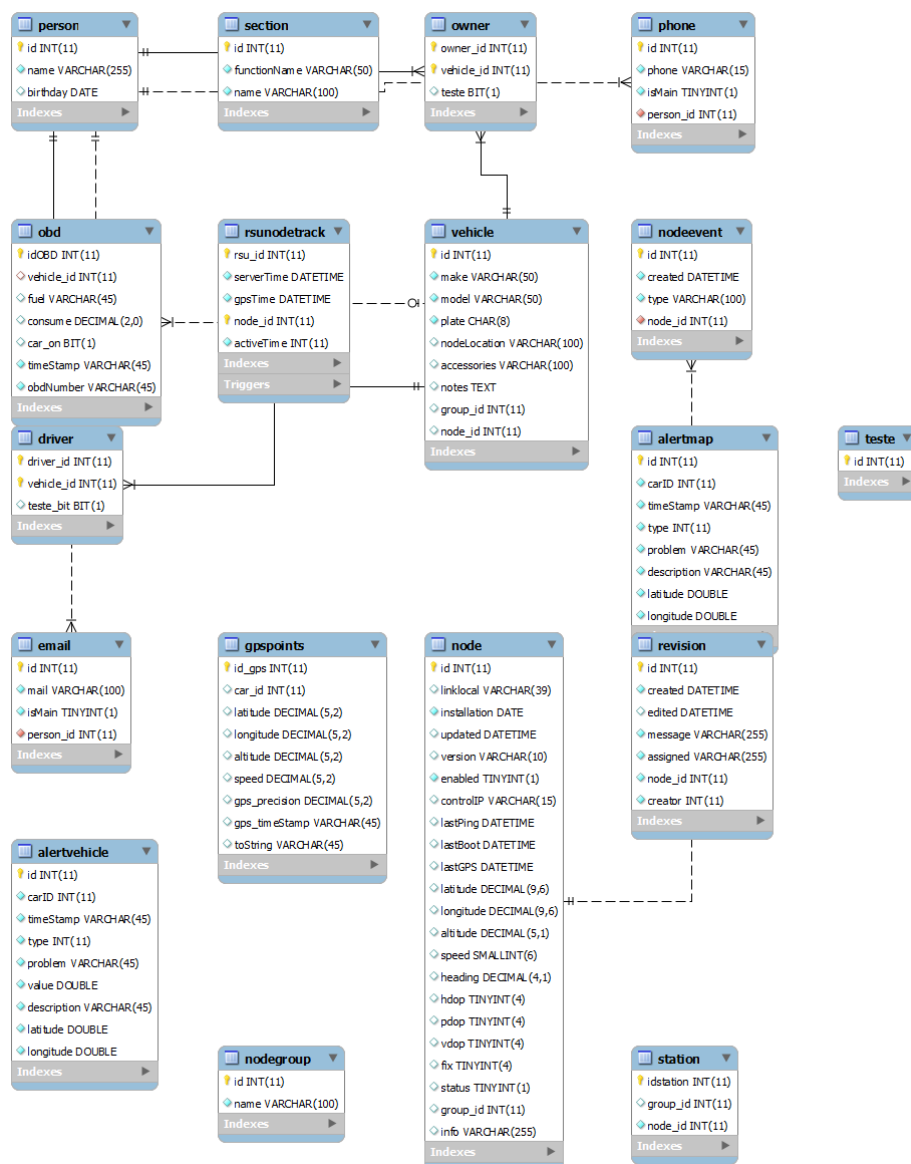 person
id INT(11)
name VARCHAR(255)
birthday DATE
Indexes
section
id INT(11)
functionName VARCHAR(50)
name VARCHAR(100)
Indexes
owner
owner_id INT(11)
vehicle_id INT(11)
teste BIT(1)
Indexes
phone
id INT(11)
phone VARCHAR(15)
isMain TINYINT(1)
person_id INT(11)
Indexes
obd
idOBD INT(11)
vehicle_id INT(11)
fuel VARCHAR(45)
consume DECIMAL(2,0)
car_on BIT(1)
timeStamp VARCHAR(45)
obdNumber VARCHAR(45)
Indexes
rsunodetrack
rsu_id INT(11)
serverTime DATETIME
gpsTime DATETIME
node_id INT(11)
activeTime INT(11)
Indexes
Triggers
vehicle
id INT(11)
make VARCHAR(50)
model VARCHAR(50)
plate CHAR(8)
nodeLocation VARCHAR(100)
accessories VARCHAR(100)
notes TEXT
group_id INT(11)
node_id INT(11)
Indexes
nodeevent
id INT(11)
created DATETIME
type VARCHAR(100)
node_id INT(11)
Indexes
driver
driver_id INT(11)
vehicle_id INT(11)
teste_bit BIT(1)
Indexes
alertmap
id INT(11)
carID INT(11)
timeStamp VARCHAR(45)
type INT(11)
problem VARCHAR(45)
description VARCHAR(45)
latitude DOUBLE
longitude DOUBLE
teste
id INT(11)
Indexes
email
id INT(11)
mail VARCHAR(100)
isMain TINYINT(1)
person_id INT(11)
Indexes
gpspoints
id_gps INT(11)
car_id INT(11)
latitude DECIMAL(5,2)
longitude DECIMAL(5,2)
altitude DECIMAL(5,2)
speed DECIMAL(5,2)
gps_precision DECIMAL(5,2)
gps_timeStamp VARCHAR(45)
toString VARCHAR(45)
Indexes
node
id INT(11)
linklocal VARCHAR(39)
installation DATE
updated DATETIME
version VARCHAR(10)
enabled TINYINT(1)
controlIP VARCHAR(15)
lastPing DATETIME
lastBoot DATETIME
lastGPS DATETIME
latitude DECIMAL(9,6)
longitude DECIMAL(9,6)
altitude DECIMAL(5,1)
speed SMALLINT(6)
heading DECIMAL(4,1)
hdop TINYINT(4)
pdop TINYINT(4)
vdop TINYINT(4)
fix TINYINT(4)
status TINYINT(1)
group_id INT(11)
info VARCHAR(255)
Indexes
revision
id INT(11)
created DATETIME
edited DATETIME
message VARCHAR(255)
assigned VARCHAR(255)
node_id INT(11)
creator INT(11)
Indexes
alertvehicle
id INT(11)
carID INT(11)
timeStamp VARCHAR(45)
type INT(11)
problem VARCHAR(45)
value DOUBLE
description VARCHAR(45)
latitude DOUBLE
longitude DOUBLE
Indexes
nodegroup
id INT(11)
name VARCHAR(100)
Indexes
station
idstation INT(11)
group_id INT(11)
node_id INT(11)
Indexes